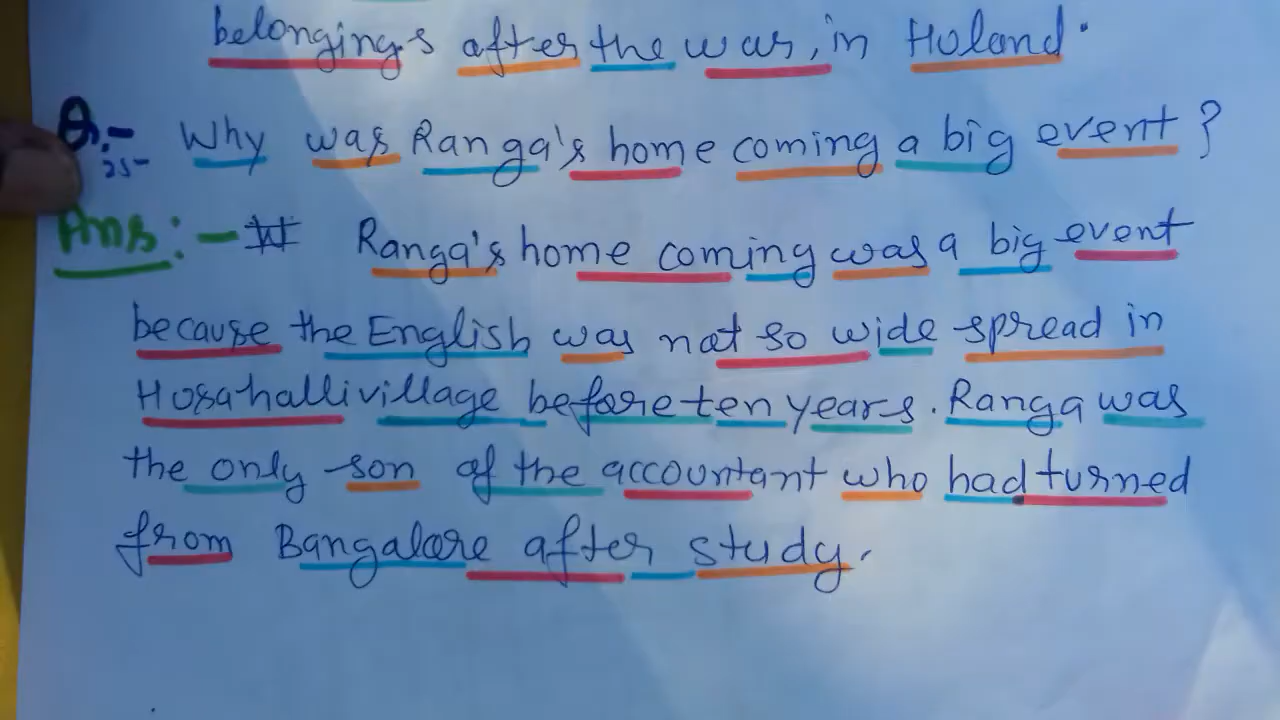 belongings after the was, in Holand.
Q:- Why was Ranga's home coming a big event?
25-
Ans:- Ranga's home coming was a big event
because the English was not so wide spread in
Hosahalli village before ten years. Ranga was
the only son of the accountant who had turned
from Bangalore after study.